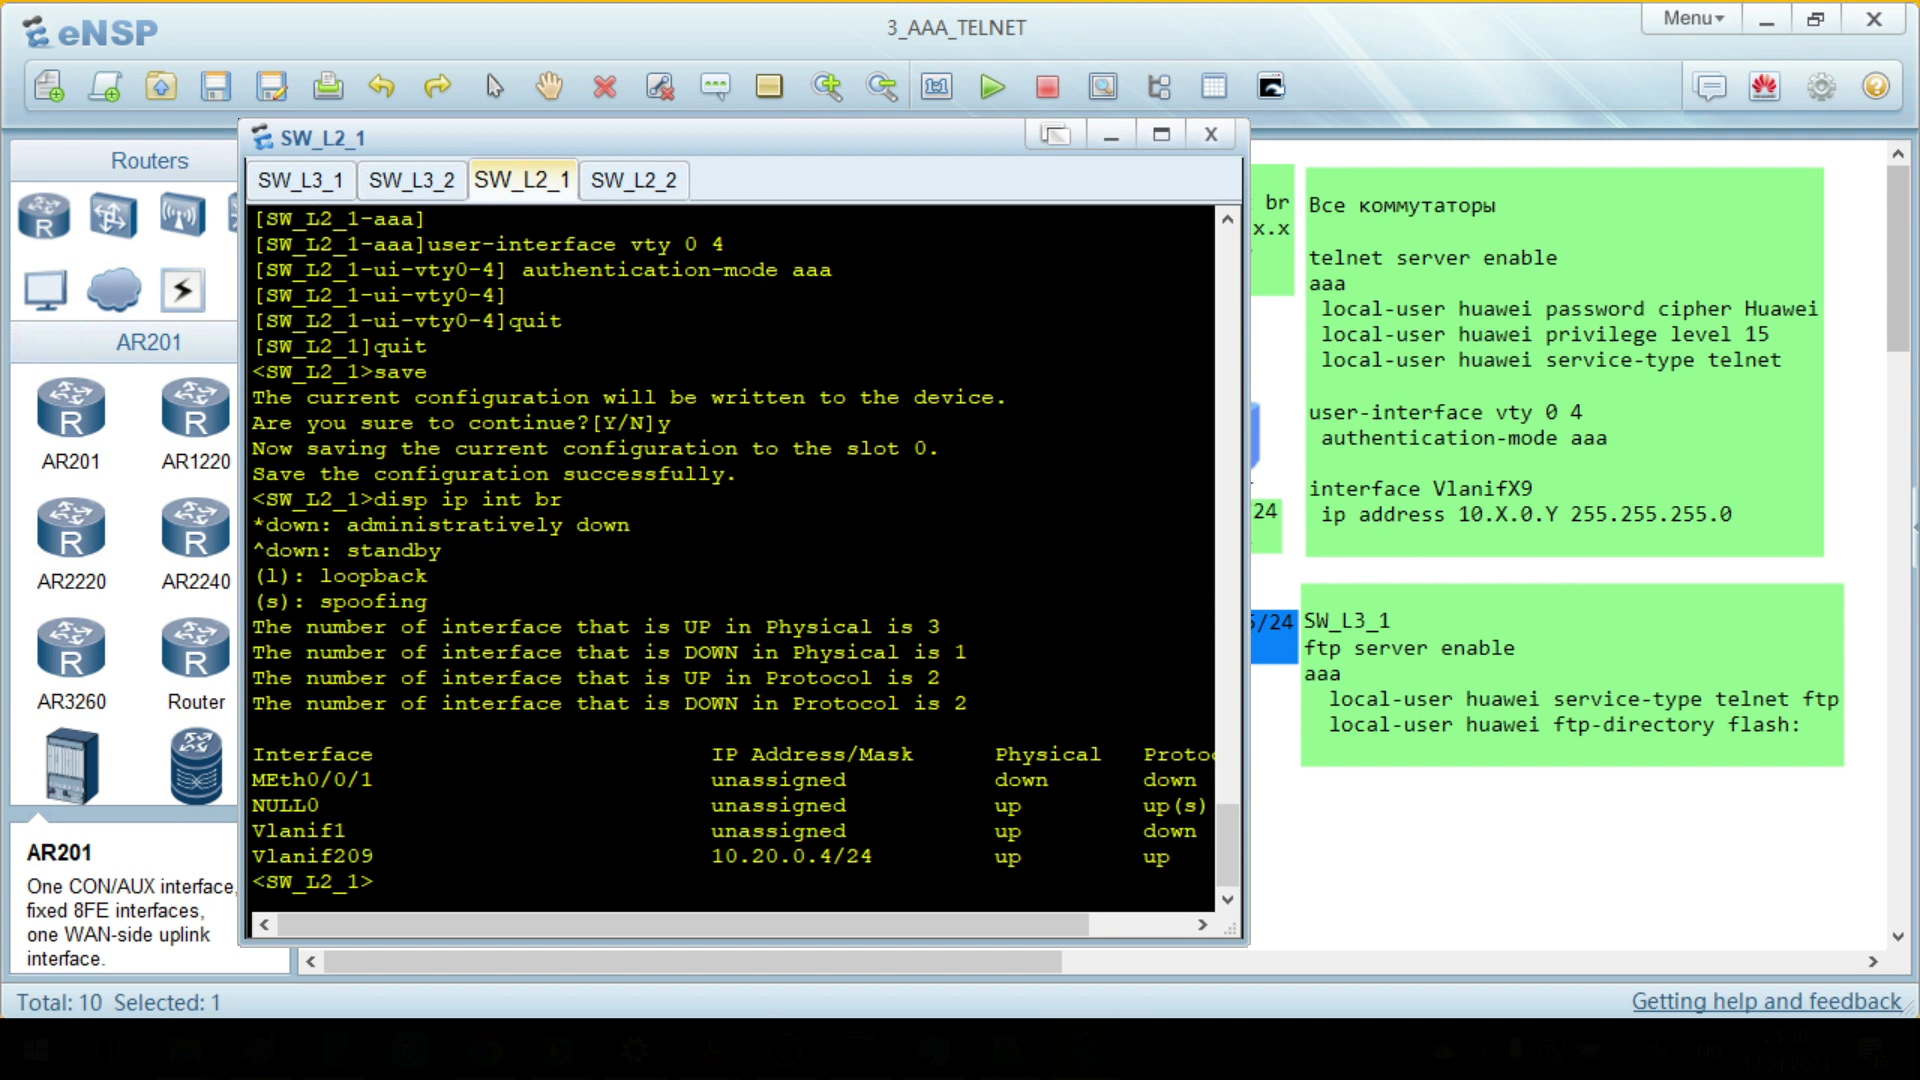 eNSP
3_AAA_TELNET
Menu
SW_L2_1
SW_L3_1
SW_L3_2
SW_L2_1
SW_L2_2
[SW_L2_1-aaa]
[SW_L2_1-aaa]user-interface vty 0 4
[SW_L2_1-ui-vty0-4] authentication-mode aaa
[SW_L2_1-ui-vty0-4]
[SW_L2_1-ui-vty0-4]quit
[SW_L2_1]quit
<SW_L2_1>save
The current configuration will be written to the device.
Are you sure to continue?[Y/N]y
Now saving the current configuration to the slot 0.
Save the configuration successfully.
<SW_L2_1>disp ip int br
*down: administratively down
^down: standby
(l): loopback
(s): spoofing
The number of interface that is UP in Physical is 3
The number of interface that is DOWN in Physical is 1
The number of interface that is UP in Protocol is 2
The number of interface that is DOWN in Protocol is 2
Interface IP Address/Mask Physical Proto
MEth0/0/1 unassigned down down
NULL0 unassigned up up(s)
Vlanif1 unassigned up down
Vlanif209 10.20.0.4/24 up up
<SW_L2_1>
Routers
R
AR201
R
AR201
R
AR1220
R
AR2220
R
AR2240
R
AR3260
R
Router
AR201
One CON/AUX interface,
fixed 8FE interfaces,
one WAN-side uplink
interface.
br
x.x
24
5/24
Все коммутаторы
telnet server enable
aaa
local-user huawei password cipher Huawei
local-user huawei privilege level 15
local-user huawei service-type telnet
user-interface vty 0 4
authentication-mode aaa
interface VlanifX9
ip address 10.X.0.Y 255.255.255.0
SW_L3_1
ftp server enable
aaa
local-user huawei service-type telnet ftp
local-user huawei ftp-directory flash:
Total: 10 Selected: 1
Getting help and feedback